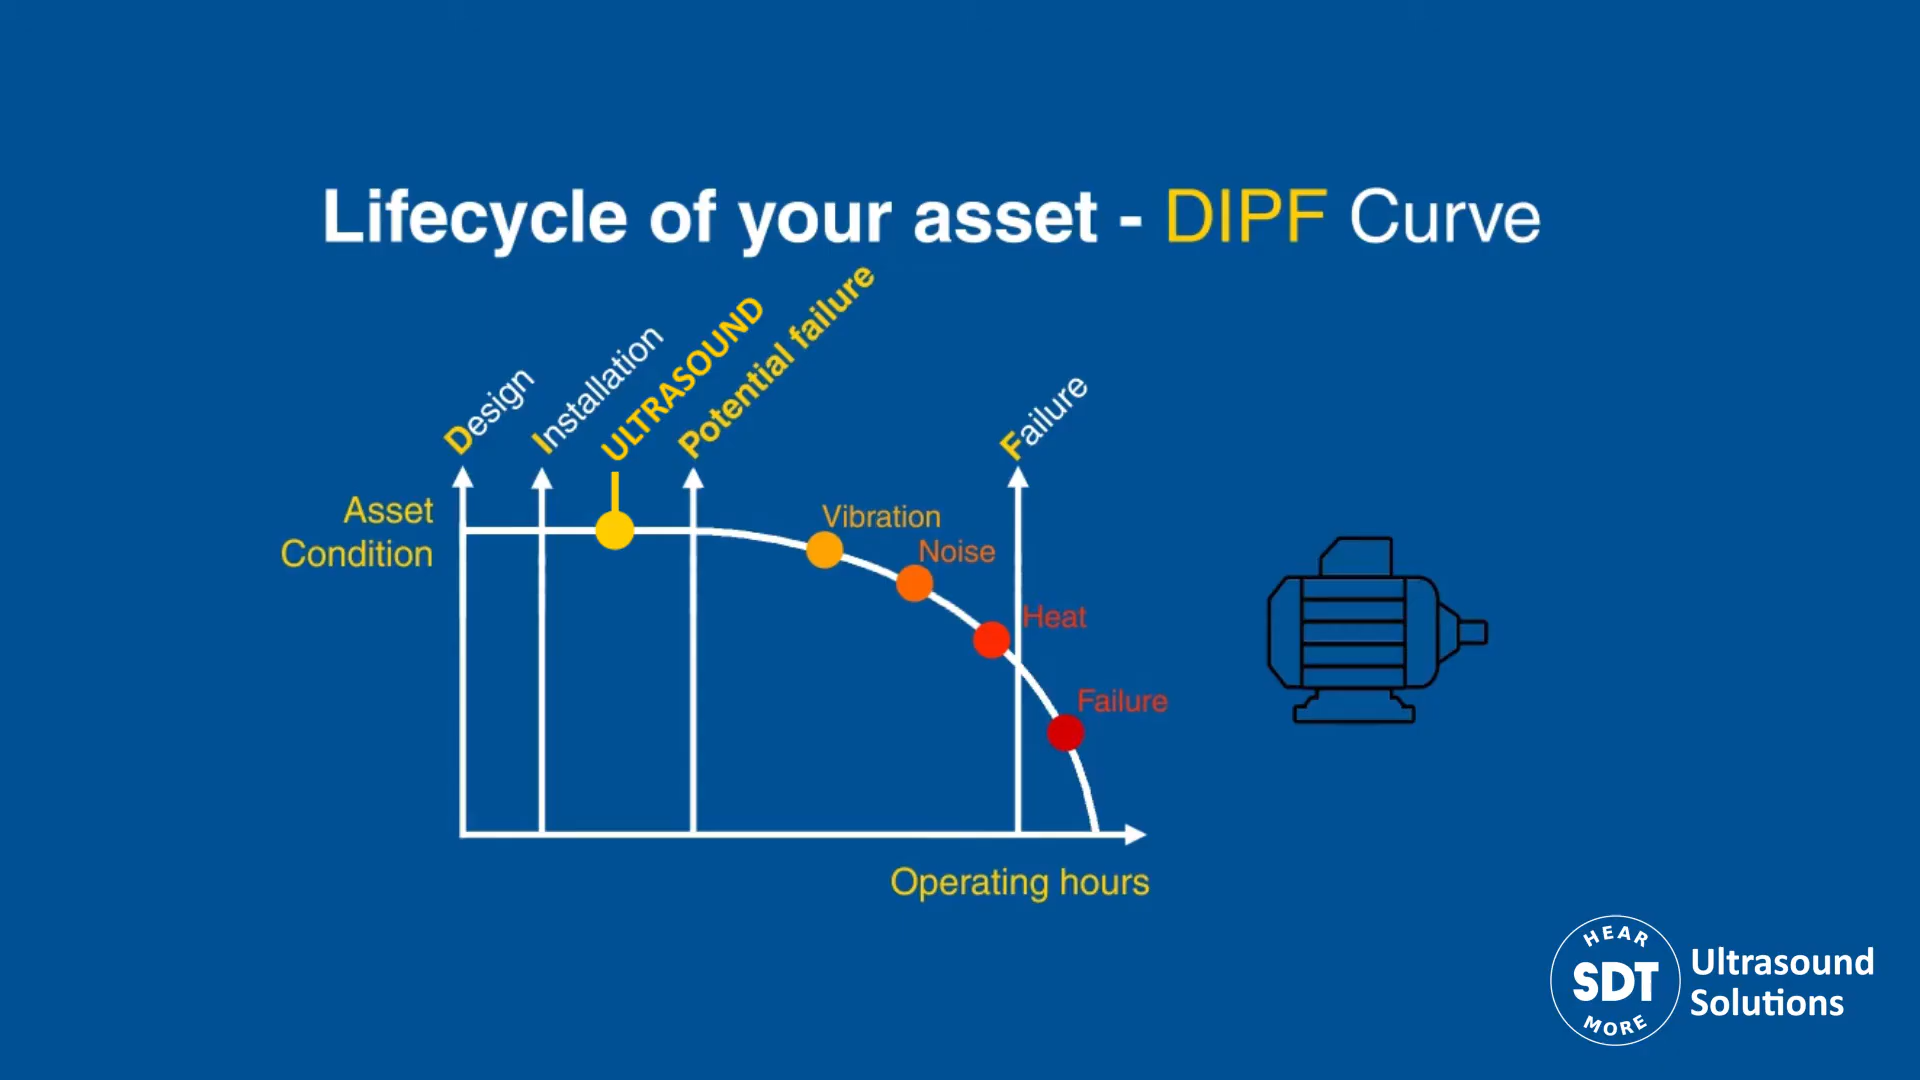 Lifecycle of your asset - DIPF Curve
Design
Installation
ULTRASOUND
Potential failure
Failure
Asset
Condition
Vibration
Noise
Heat
Failure
Operating hours
HEAR
SDT
MORE
Ultrasound
Solutions